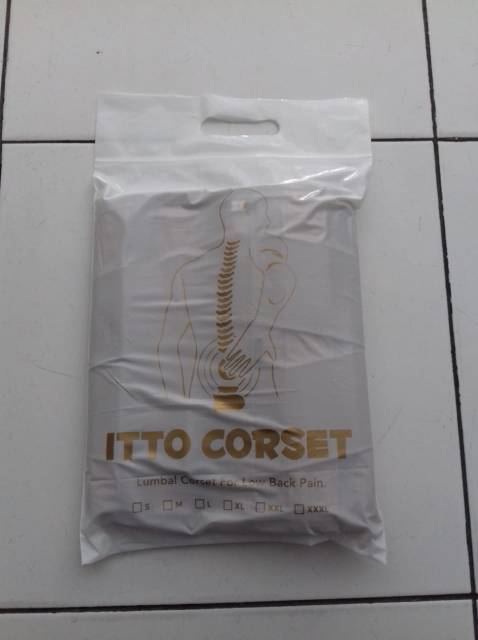 ITTO CORSET
Lumbal Corset For Low Back Pain.
S M L XL XXL XXXL